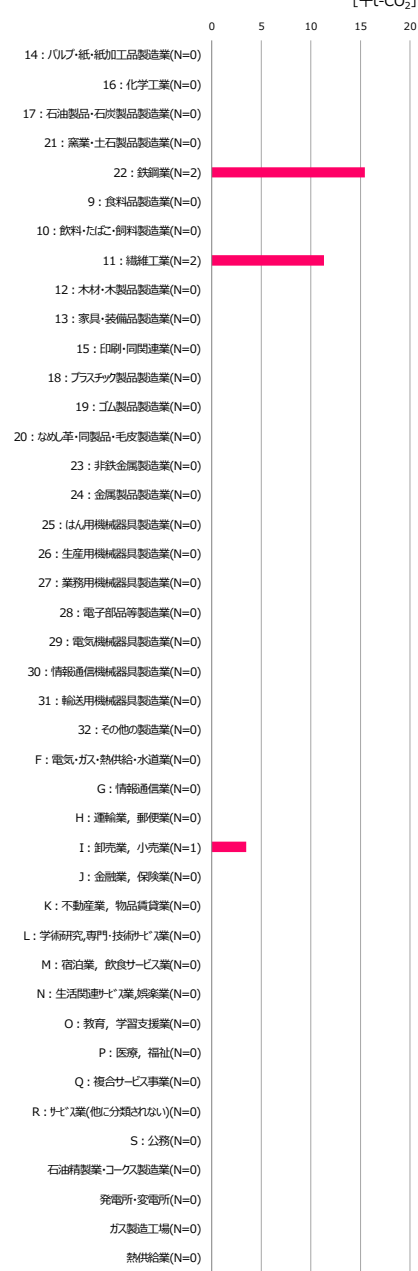 [千t-CO₂]
0 5 10 15 20
14：パルプ・紙・紙加工品製造業(N=0)
16：化学工業(N=0)
17：石油製品・石炭製品製造業(N=0)
21：窯業・土石製品製造業(N=0)
22：鉄鋼業(N=2)
9：食料品製造業(N=0)
10：飲料・たばこ・飼料製造業(N=0)
11：繊維工業(N=2)
12：木材・木製品製造業(N=0)
13：家具・装備品製造業(N=0)
15：印刷・同関連業(N=0)
18：プラスチック製品製造業(N=0)
19：ゴム製品製造業(N=0)
20：なめし革・同製品・毛皮製造業(N=0)
23：非鉄金属製造業(N=0)
24：金属製品製造業(N=0)
25：はん用機械器具製造業(N=0)
26：生産用機械器具製造業(N=0)
27：業務用機械器具製造業(N=0)
28：電子部品等製造業(N=0)
29：電気機械器具製造業(N=0)
30：情報通信機械器具製造業(N=0)
31：輸送用機械器具製造業(N=0)
32：その他の製造業(N=0)
F：電気・ガス・熱供給・水道業(N=0)
G：情報通信業(N=0)
H：運輸業，郵便業(N=0)
I：卸売業，小売業(N=1)
J：金融業，保険業(N=0)
K：不動産業，物品賃貸業(N=0)
L：学術研究,専門・技術ｻｰﾋﾞｽ業(N=0)
M：宿泊業，飲食サービス業(N=0)
N：生活関連ｻｰﾋﾞｽ業,娯楽業(N=0)
O：教育，学習支援業(N=0)
P：医療，福祉(N=0)
Q：複合サービス事業(N=0)
R：ｻｰﾋﾞｽ業(他に分類されない)(N=0)
S：公務(N=0)
石油精製業・コークス製造業(N=0)
発電所・変電所(N=0)
ガス製造工場(N=0)
熱供給業(N=0)